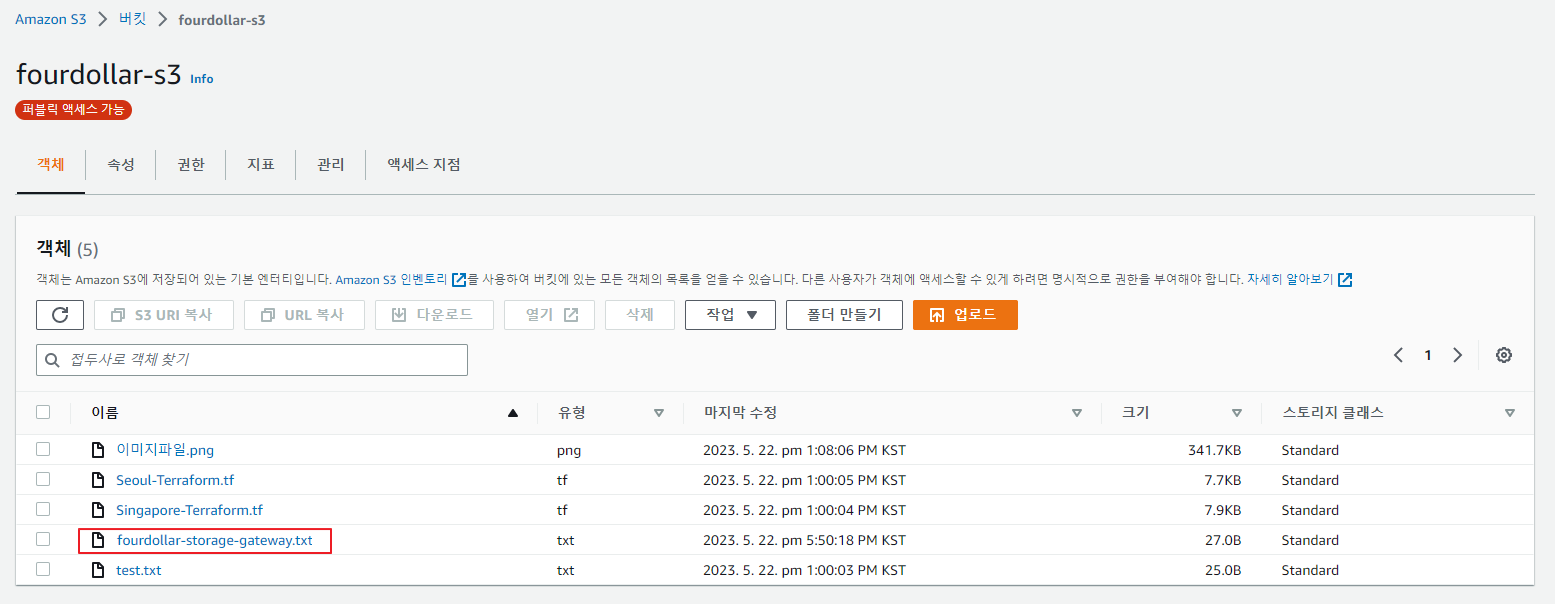 Amazon S3 > 버킷 > fourdollar-s3
fourdollar-s3 Info
퍼블릭 액세스 가능
객체 속성 권한 지표 관리 액세스 지점
객체 (5)
객체는 Amazon S3에 저장되어 있는 기본 엔터티입니다. Amazon S3 인벤토리 를 사용하여 버킷에 있는 모든 객체의 목록을 얻을 수 있습니다. 다른 사용자가 객체에 액세스할 수 있게 하려면 명시적으로 권한을 부여해야 합니다. 자세히 알아보기
S3 URI 복사 URL 복사 다운로드 열기 삭제 작업 폴더 만들기 업로드
접두사로 객체 찾기 1
이름 유형 마지막 수정 크기 스토리지 클래스
이미지파일.png png 2023. 5. 22. pm 1:08:06 PM KST 341.7KB Standard
Seoul-Terraform.tf tf 2023. 5. 22. pm 1:00:05 PM KST 7.7KB Standard
Singapore-Terraform.tf tf 2023. 5. 22. pm 1:00:04 PM KST 7.9KB Standard
fourdollar-storage-gateway.txt txt 2023. 5. 22. pm 5:50:18 PM KST 27.0B Standard
test.txt txt 2023. 5. 22. pm 1:00:03 PM KST 25.0B Standard